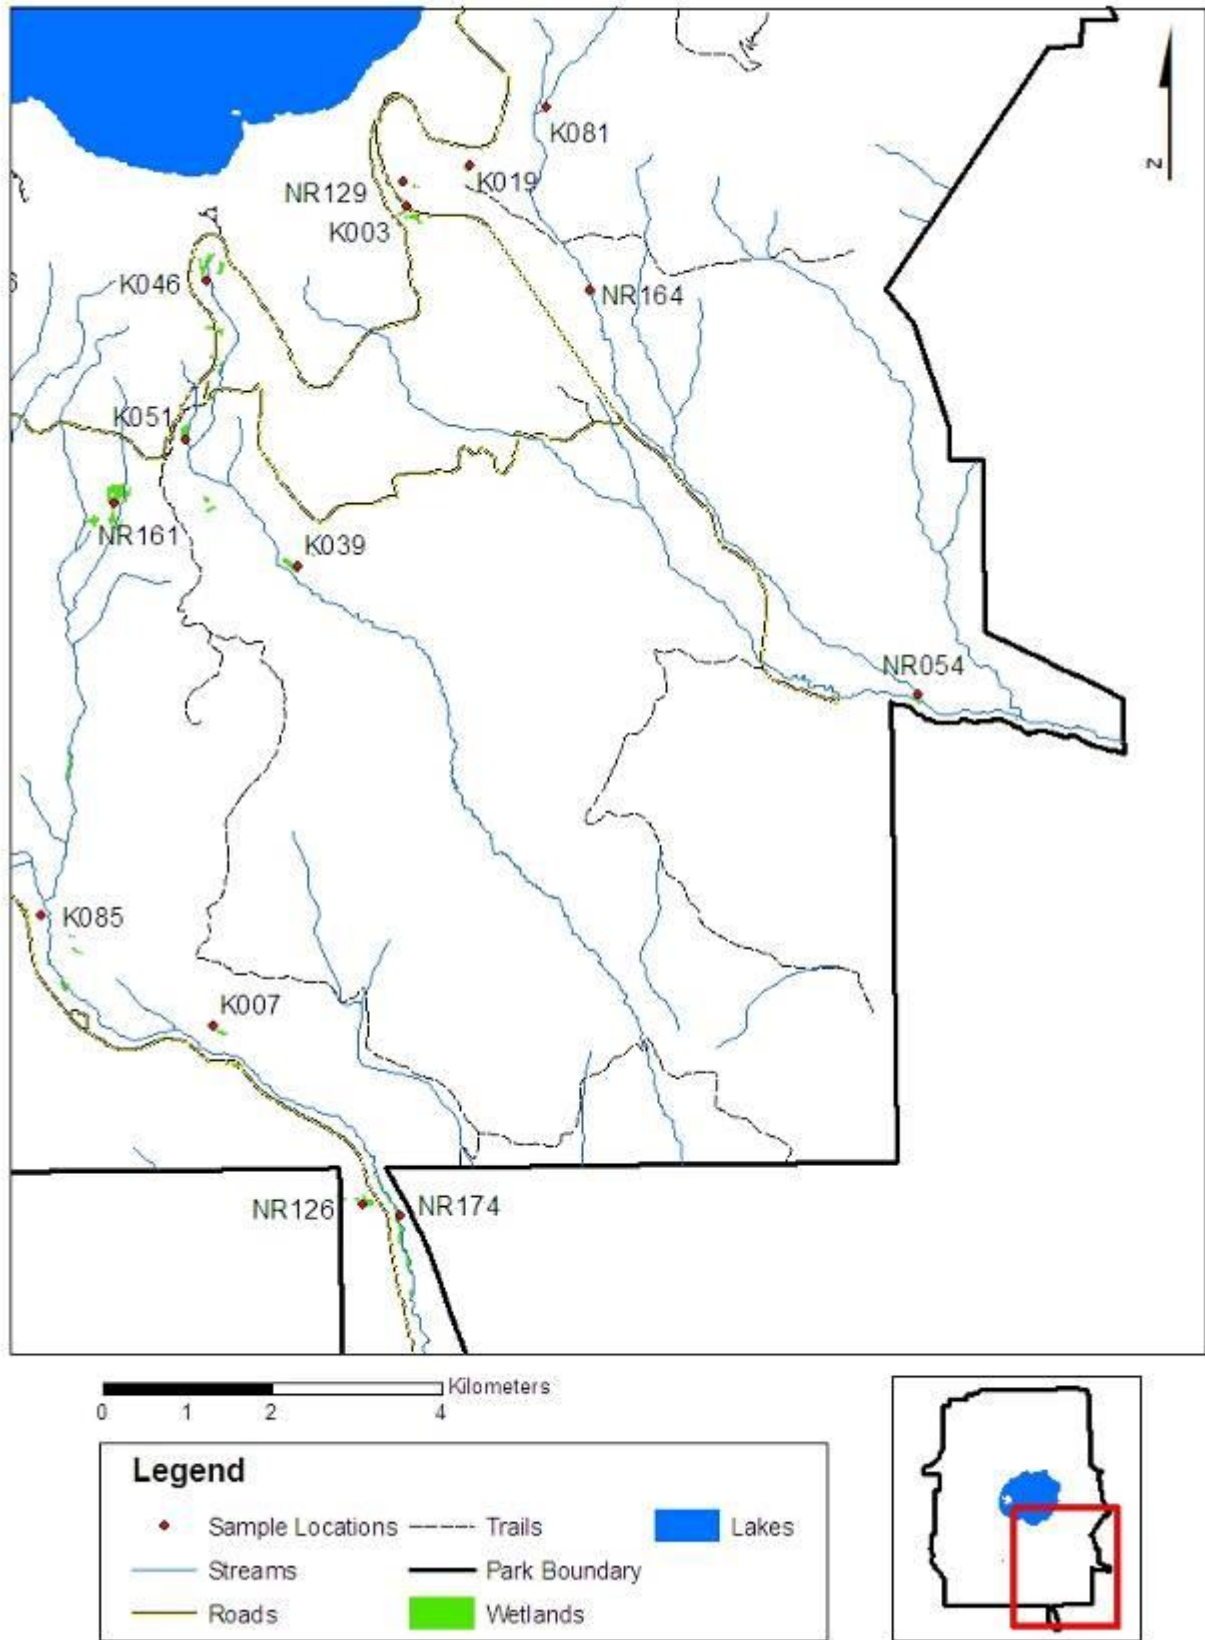 K081
K019
NR129
K003
z
K046
6
NR164
K051
NR161
K039
NR054
K085
K007
NR126
NR174
Kilometers
0 1 2 4
Legend
Sample Locations Trails Lakes
Streams Park Boundary
Roads Wetlands